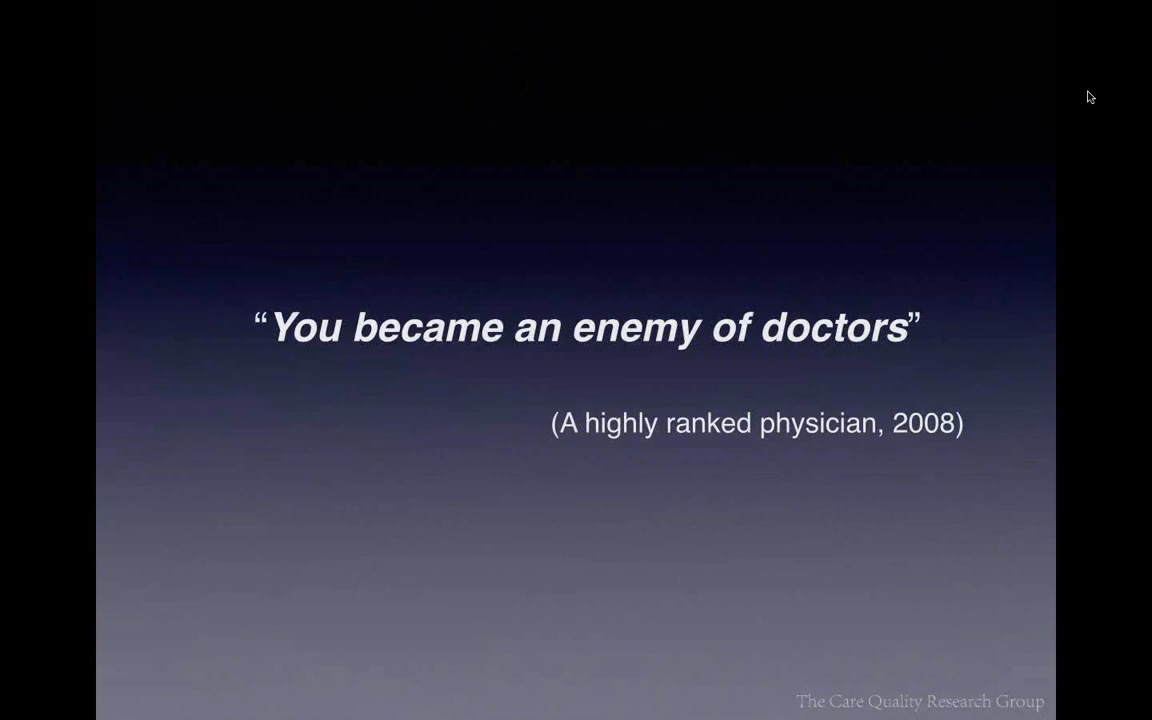 “You became an enemy of doctors”
(A highly ranked physician, 2008)
The Care Quality Research Group